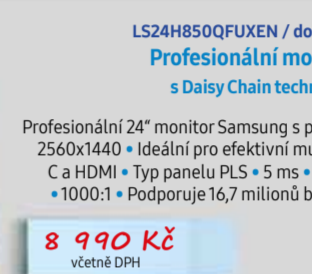 LS24H850QFUXEN / do
Profesionální mo
s Daisy Chain tech
Profesionální 24“ monitor Samsung s p
2560x1440 • Ideální pro efektivní mu
C a HDMI • Typ panelu PLS • 5 ms •
• 1000:1 • Podporuje 16,7 milionů b
8 990 Kč
včetně DPH